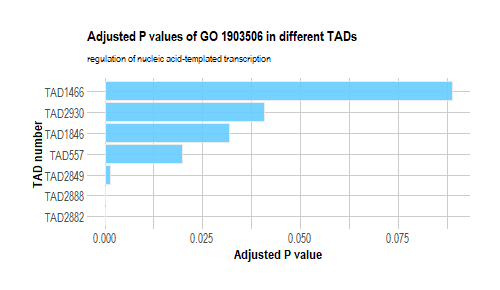 Adjusted P values of GO 1903506 in different TADs
regulation of nucleic acid-templated transcription
TAD number
TAD1466
TAD2930
TAD1846
TAD557
TAD2849
TAD2888
TAD2882
0.000 0.025 0.050 0.075
Adjusted P value